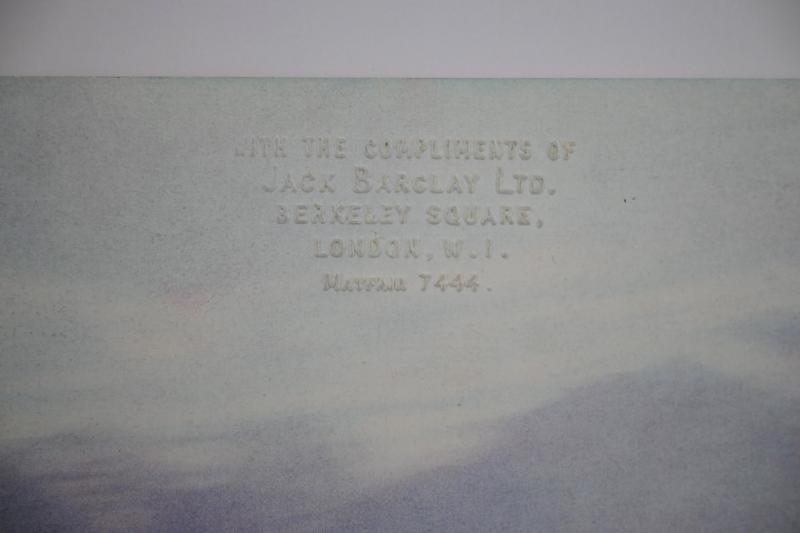 WITH THE COMPLIMENTS OF
JACK BARCLAY LTD.
BERKELEY SQUARE,
LONDON, W.1.
MAYFAIR 7444.